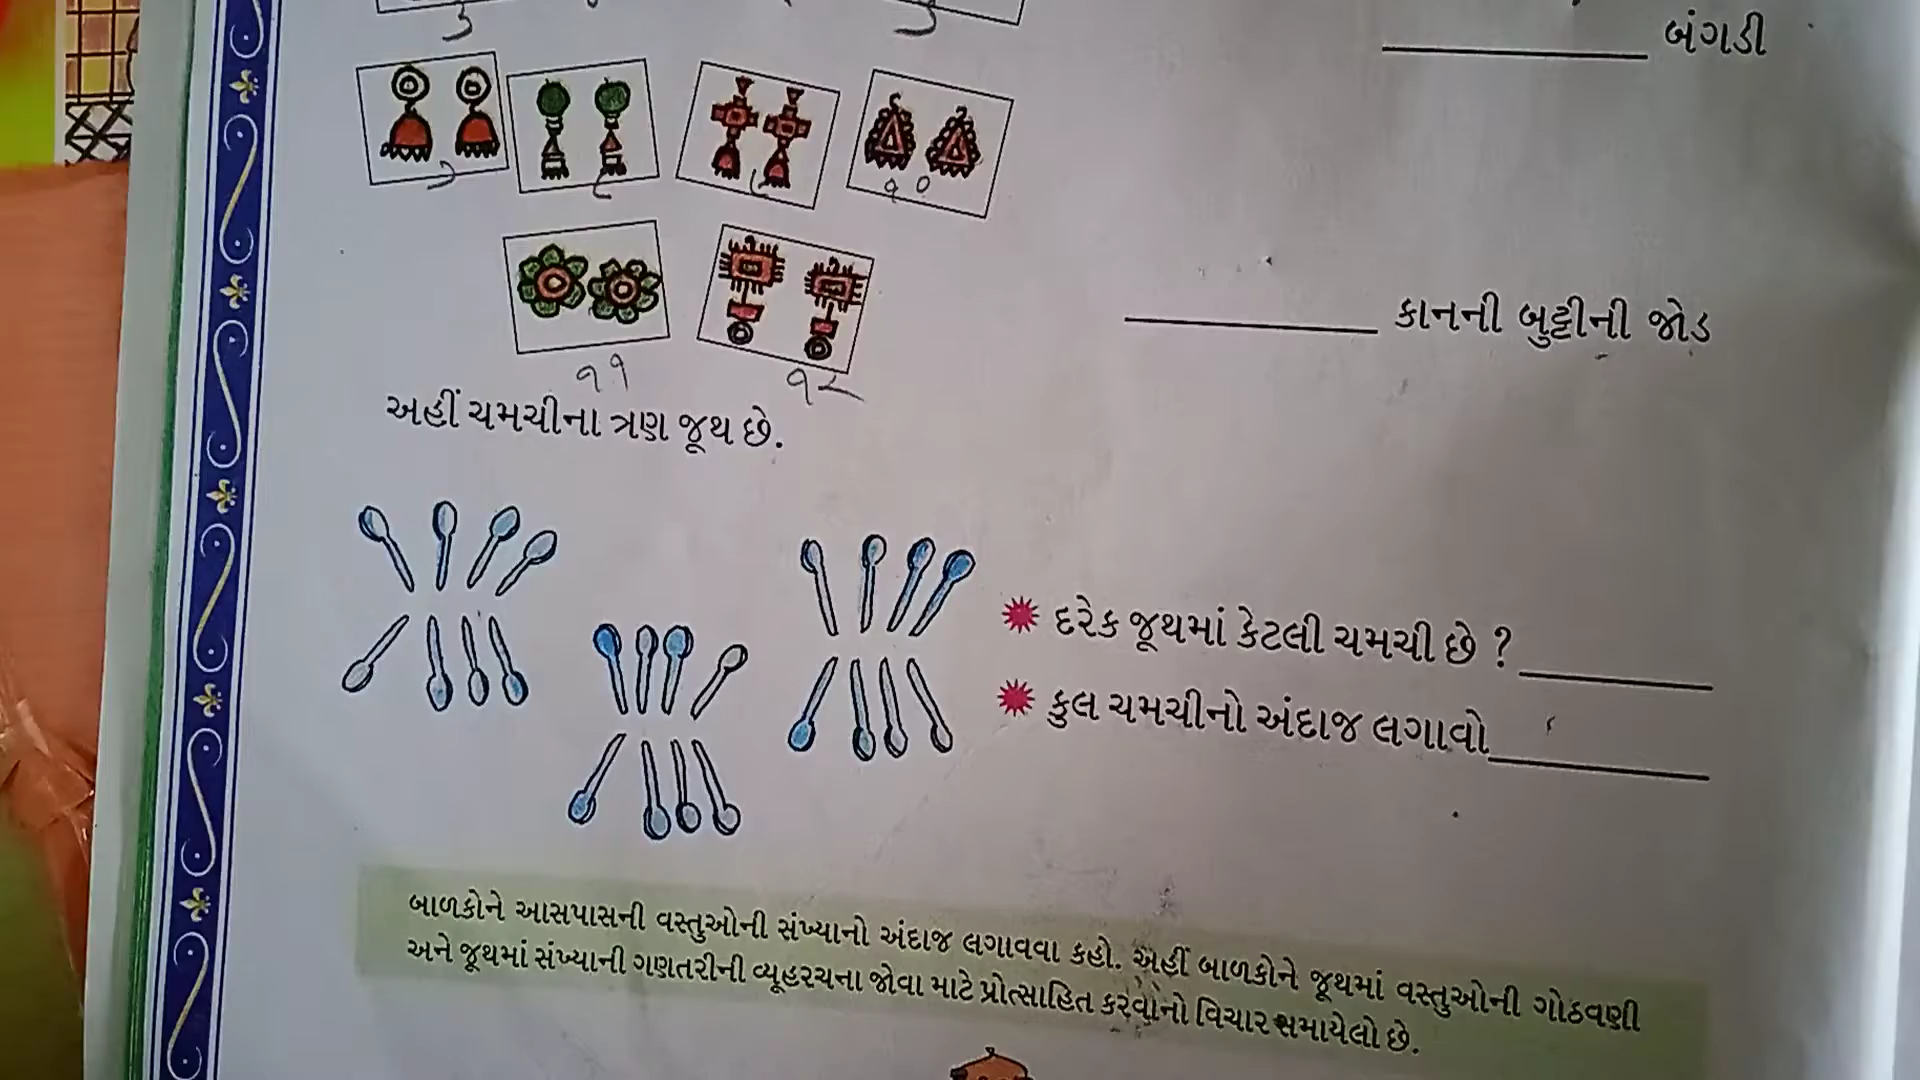 બંગડી
૧૦
કાનની બુટ્ટીની જોડ
૧૧
૧૨
અહીં ચમચીના ત્રણ જૂથ છે.
દરેક જૂથમાં કેટલી ચમચી છે ?
કુલ ચમચીનો અંદાજ લગાવો
બાળકોને આસપાસની વસ્તુઓની સંખ્યાનો અંદાજ લગાવવા કહો. અહીં બાળકોને જૂથમાં વસ્તુઓની ગોઠવણી
અને જૂથમાં સંખ્યાની ગણતરીની વ્યૂહરચના જોવા માટે પ્રોત્સાહિત કરવાનો વિચાર સમાયેલો છે.